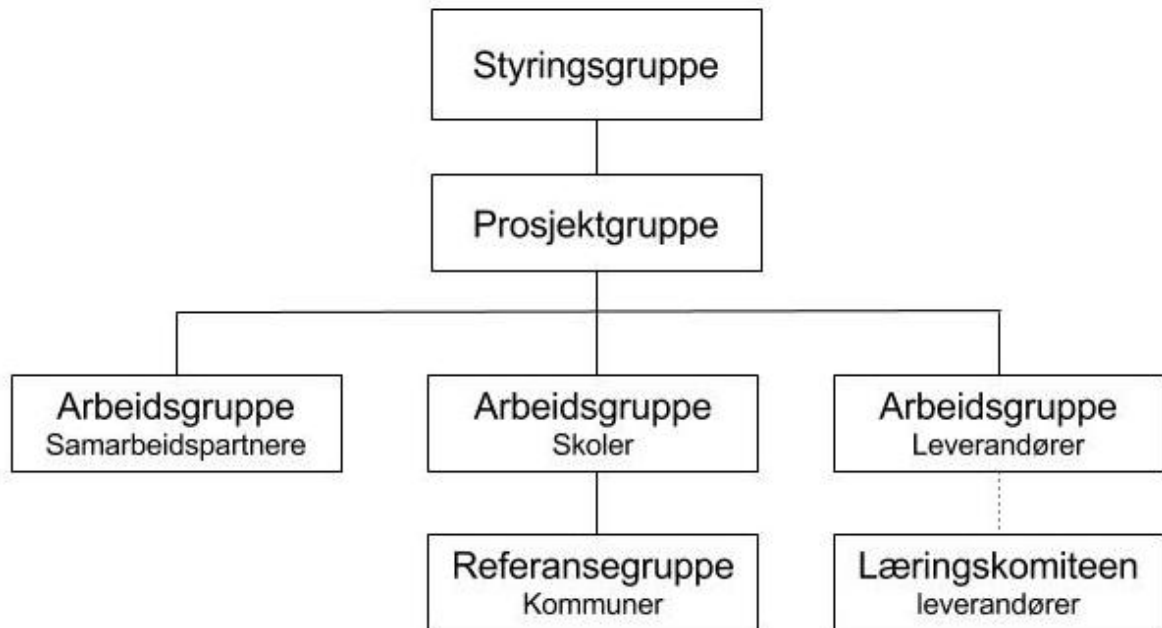 Styringsgruppe
Prosjektgruppe
Arbeidsgruppe
Samarbeidspartnere
Arbeidsgruppe
Skoler
Arbeidsgruppe
Leverandører
Referansegruppe
Kommuner
Læringskomiteen
leverandører